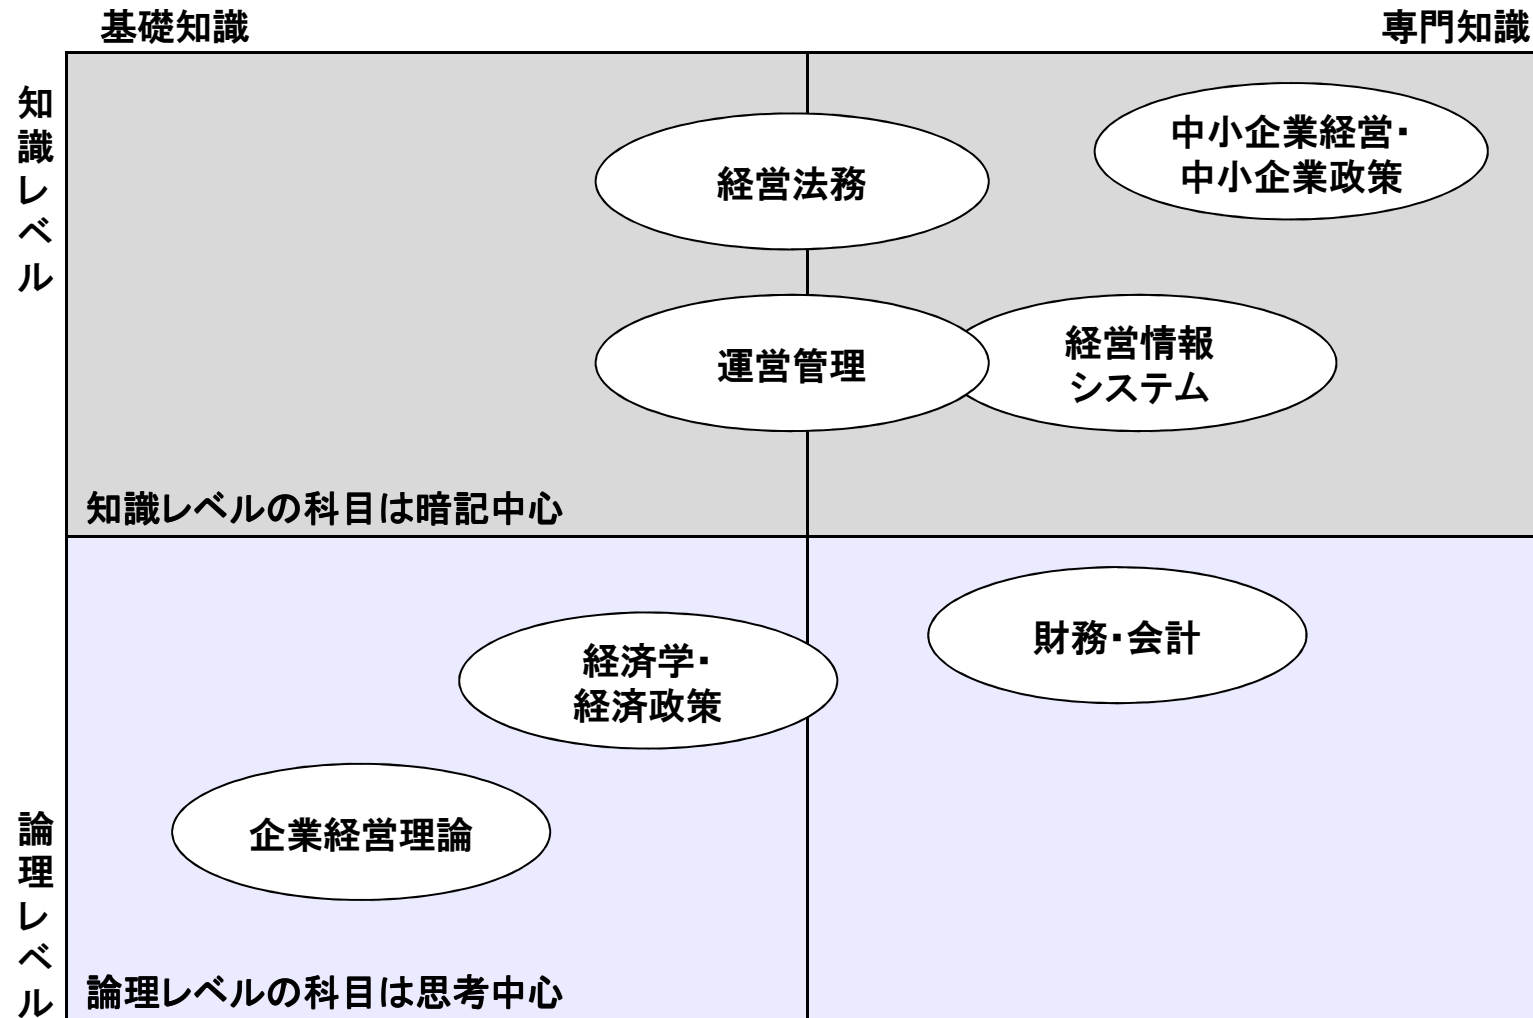 基礎知識
専門知識
知識レベル
経営法務
中小企業経営・
中小企業政策
運営管理
経営情報
システム
知識レベルの科目は暗記中心
財務・会計
経済学・
経済政策
企業経営理論
論理レベル
論理レベルの科目は思考中心